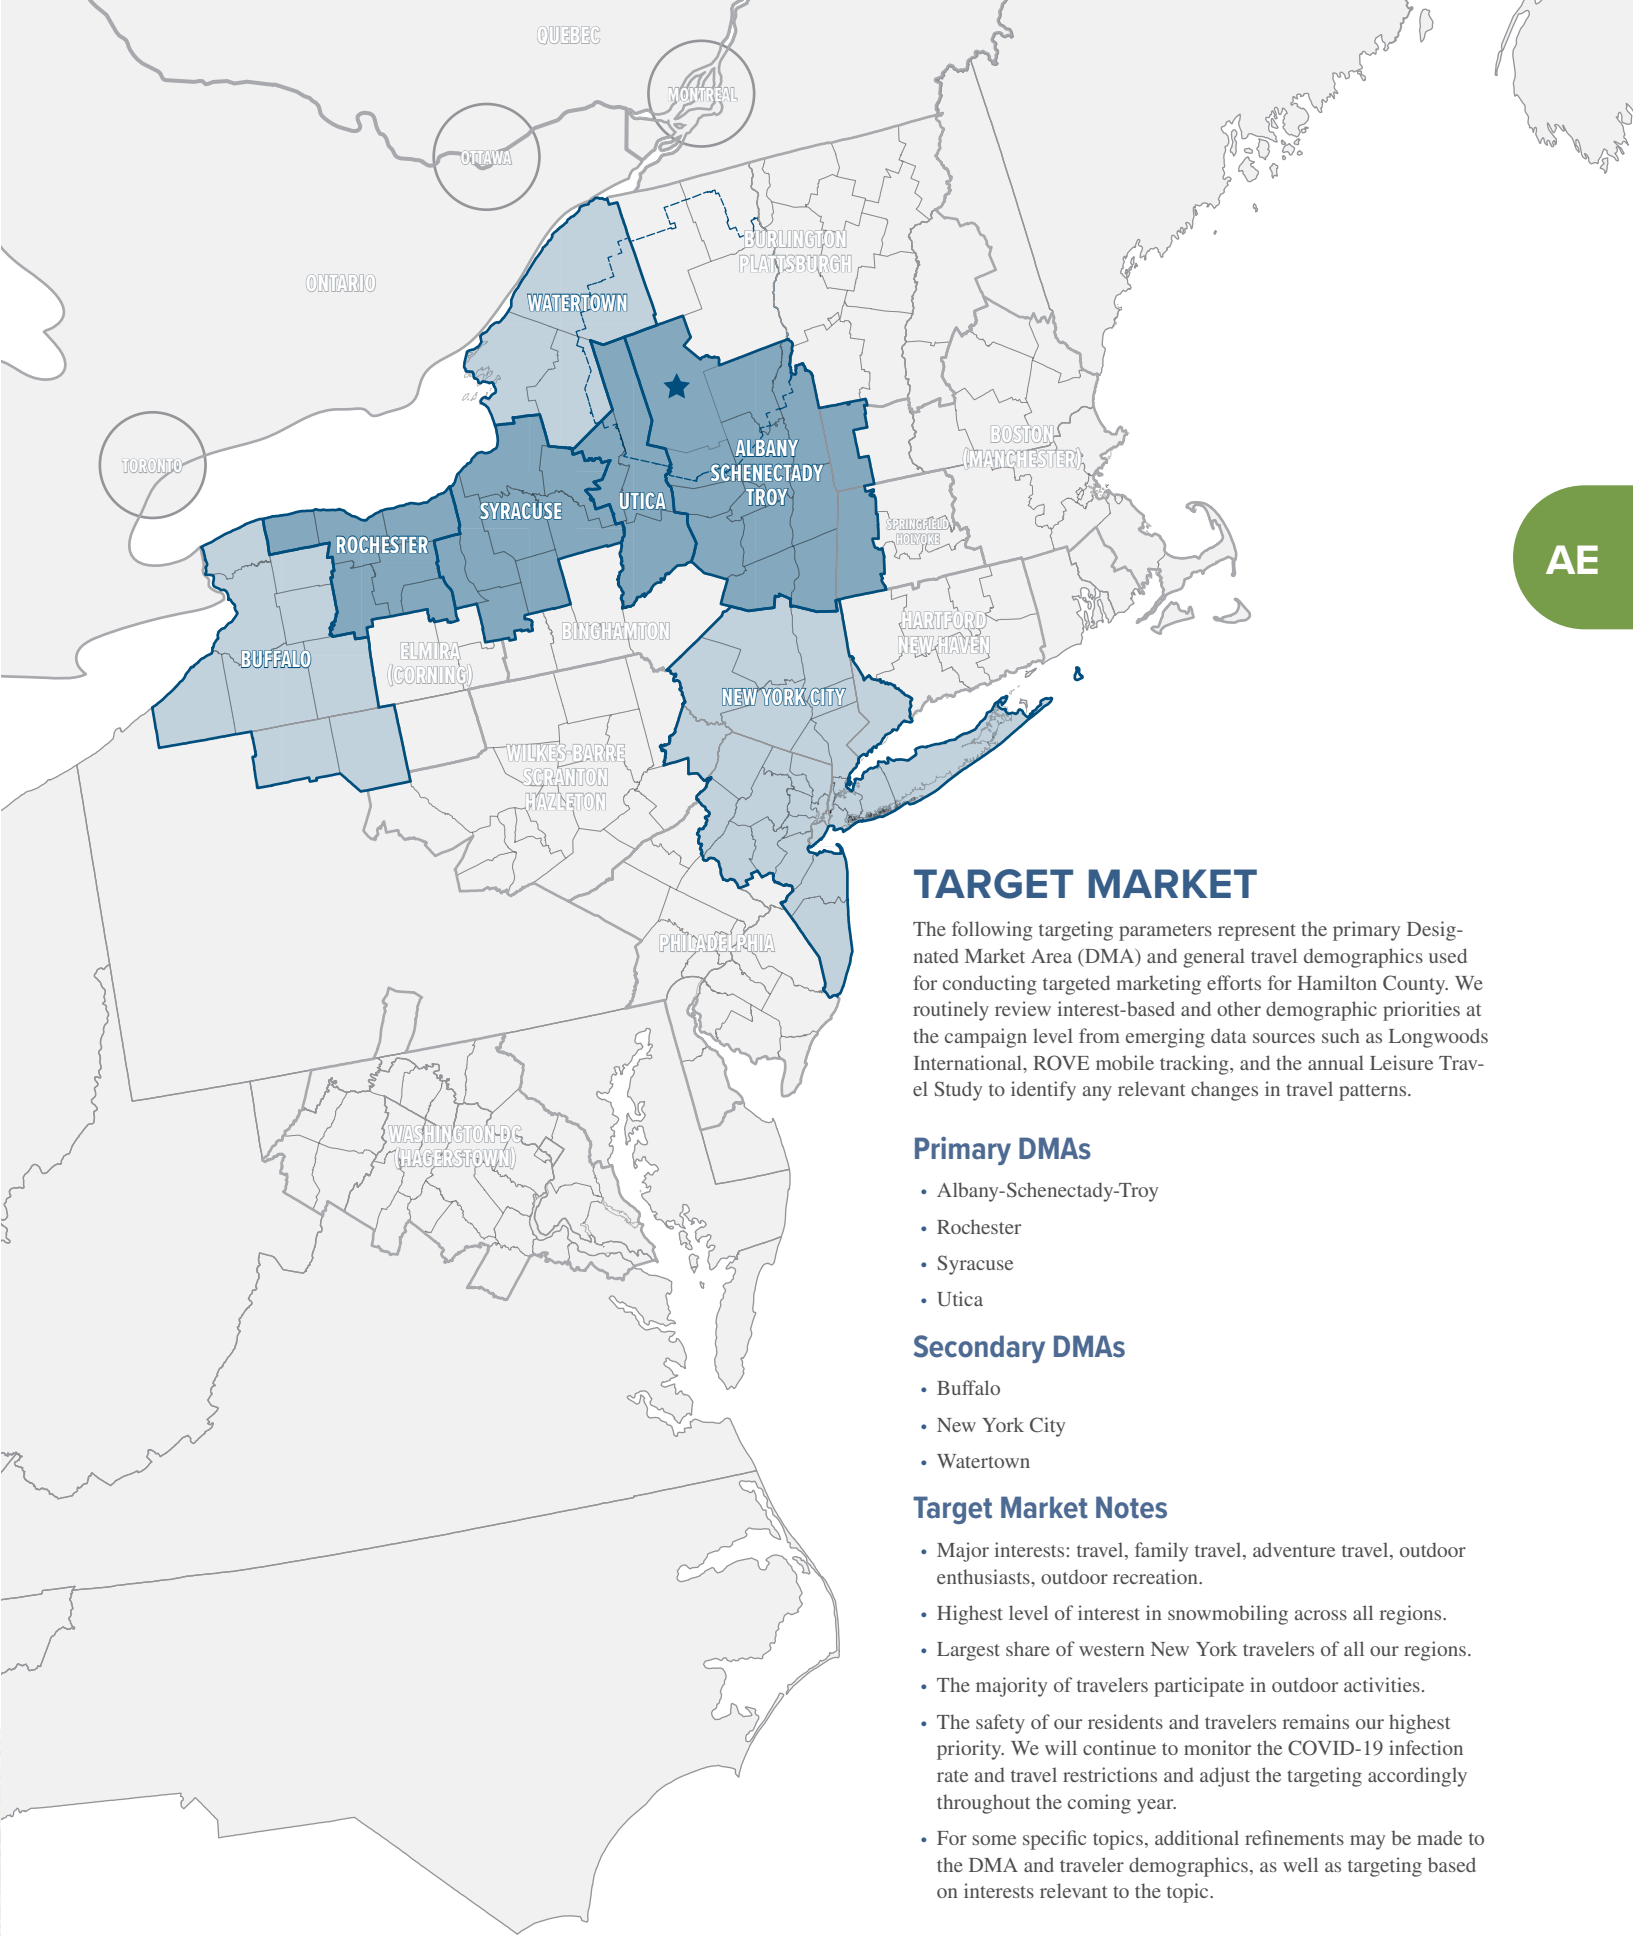 QUEBEC
MONTREAL
OTTAWA
BURLINGTON
PLATTSBURGH
ONTARIO
WATERTOWN
TORONTO
BOSTON
(MANCHESTER)
ALBANY
SCHENECTADY
TROY
UTICA
SYRACUSE
SPRINGFIELD
HOLYOKE
ROCHESTER
AE
HARTFORD
NEW HAVEN
BINGHAMTON
ELMIRA
(CORNING)
BUFFALO
NEW YORK CITY
WILKES-BARRE
SCRANTON
HAZLETON
PHILADELPHIA
WASHINGTON DC
(HAGERSTOWN)
TARGET MARKET
The following targeting parameters represent the primary Desig-
nated Market Area (DMA) and general travel demographics used
for conducting targeted marketing efforts for Hamilton County. We
routinely review interest-based and other demographic priorities at
the campaign level from emerging data sources such as Longwoods
International, ROVE mobile tracking, and the annual Leisure Trav-
el Study to identify any relevant changes in travel patterns.
Primary DMAs
• Albany-Schenectady-Troy
• Rochester
• Syracuse
• Utica
Secondary DMAs
• Buffalo
• New York City
• Watertown
Target Market Notes
• Major interests: travel, family travel, adventure travel, outdoor
enthusiasts, outdoor recreation.
• Highest level of interest in snowmobiling across all regions.
• Largest share of western New York travelers of all our regions.
• The majority of travelers participate in outdoor activities.
• The safety of our residents and travelers remains our highest
priority. We will continue to monitor the COVID-19 infection
rate and travel restrictions and adjust the targeting accordingly
throughout the coming year.
• For some specific topics, additional refinements may be made to
the DMA and traveler demographics, as well as targeting based
on interests relevant to the topic.